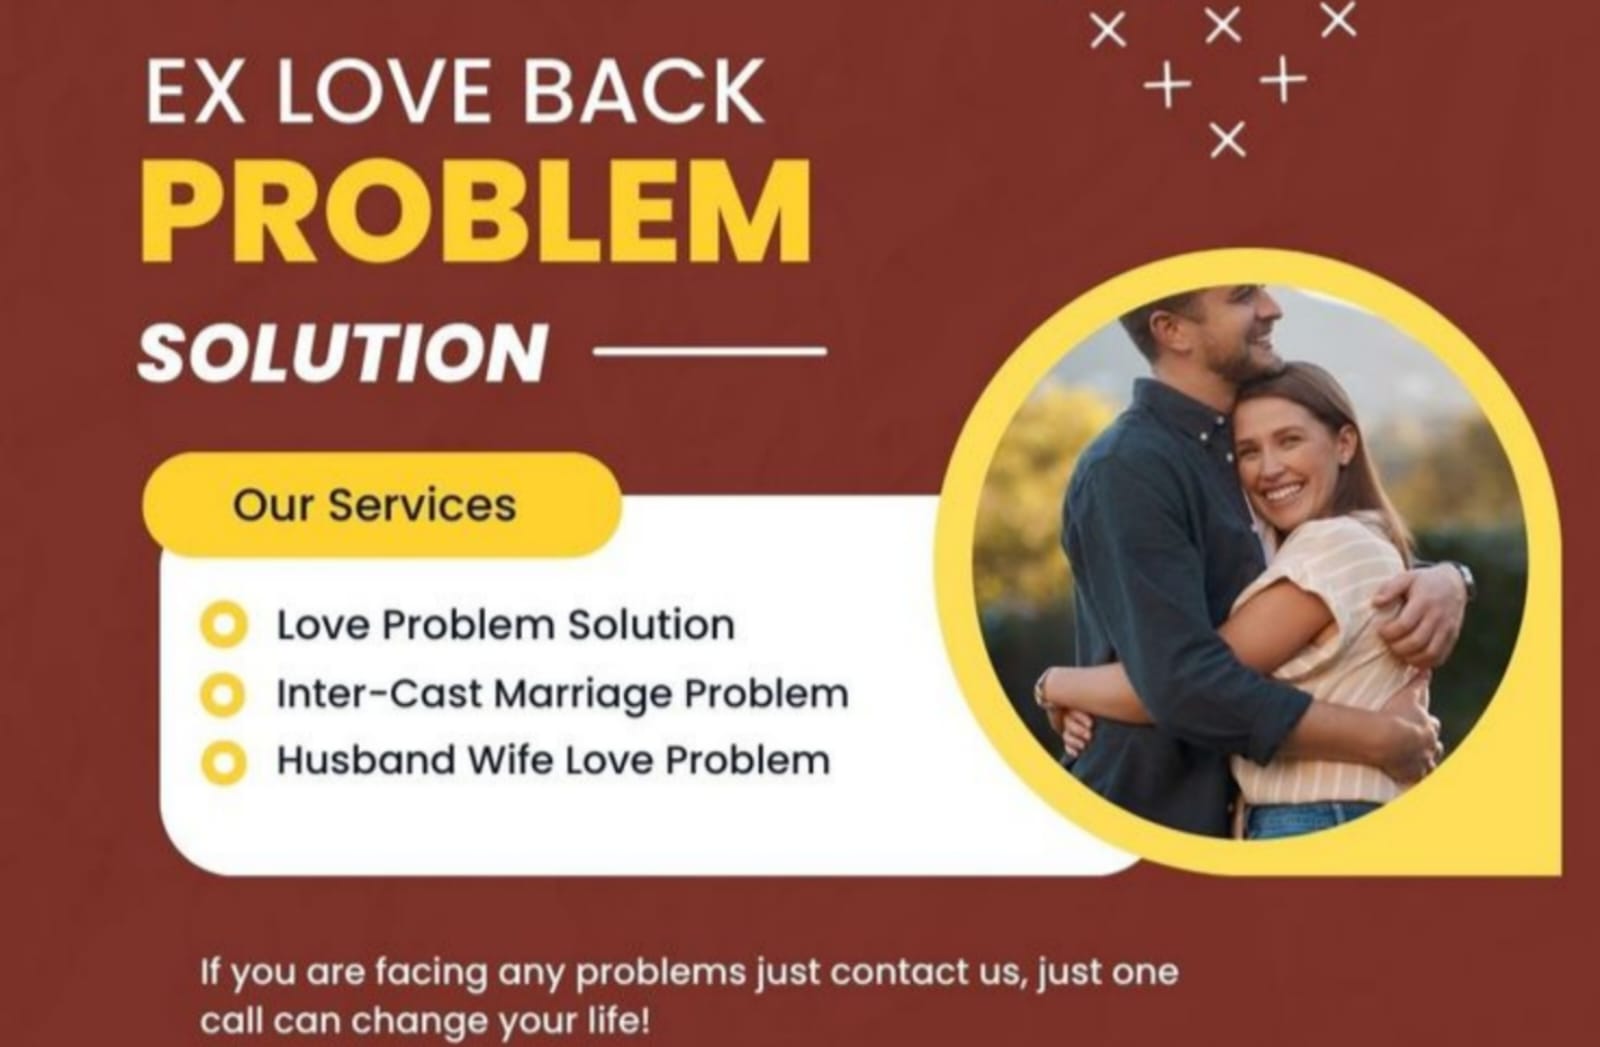 EX LOVE BACK
PROBLEM
SOLUTION
Our Services
Love Problem Solution
Inter-Cast Marriage Problem
Husband Wife Love Problem
If you are facing any problems just contact us, just one
call can change your life!